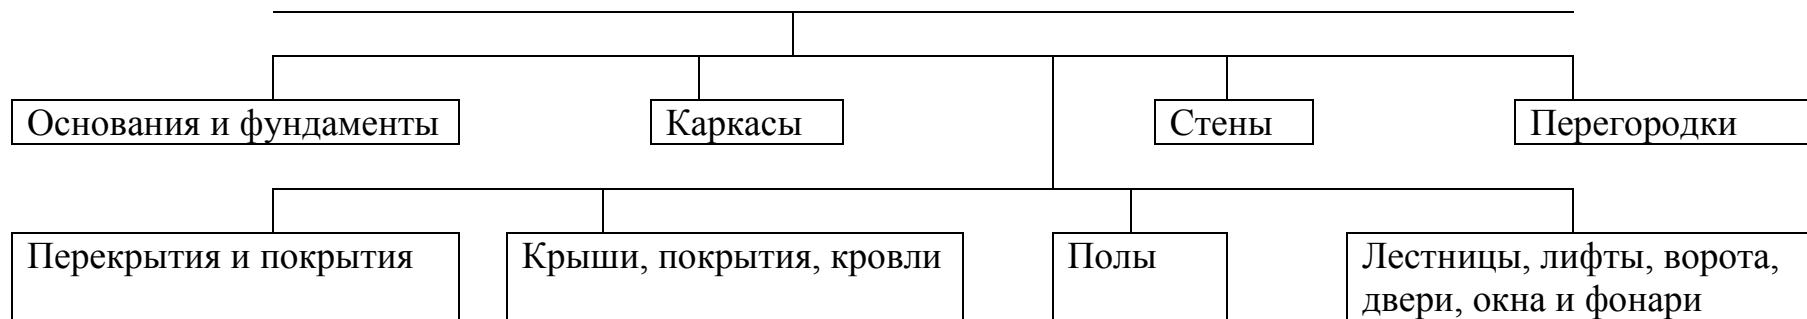 Основания и фундаменты
Каркасы
Стены
Перегородки
Перекрытия и покрытия
Крыши, покрытия, кровли
Полы
Лестницы, лифты, ворота,
двери, окна и фонари